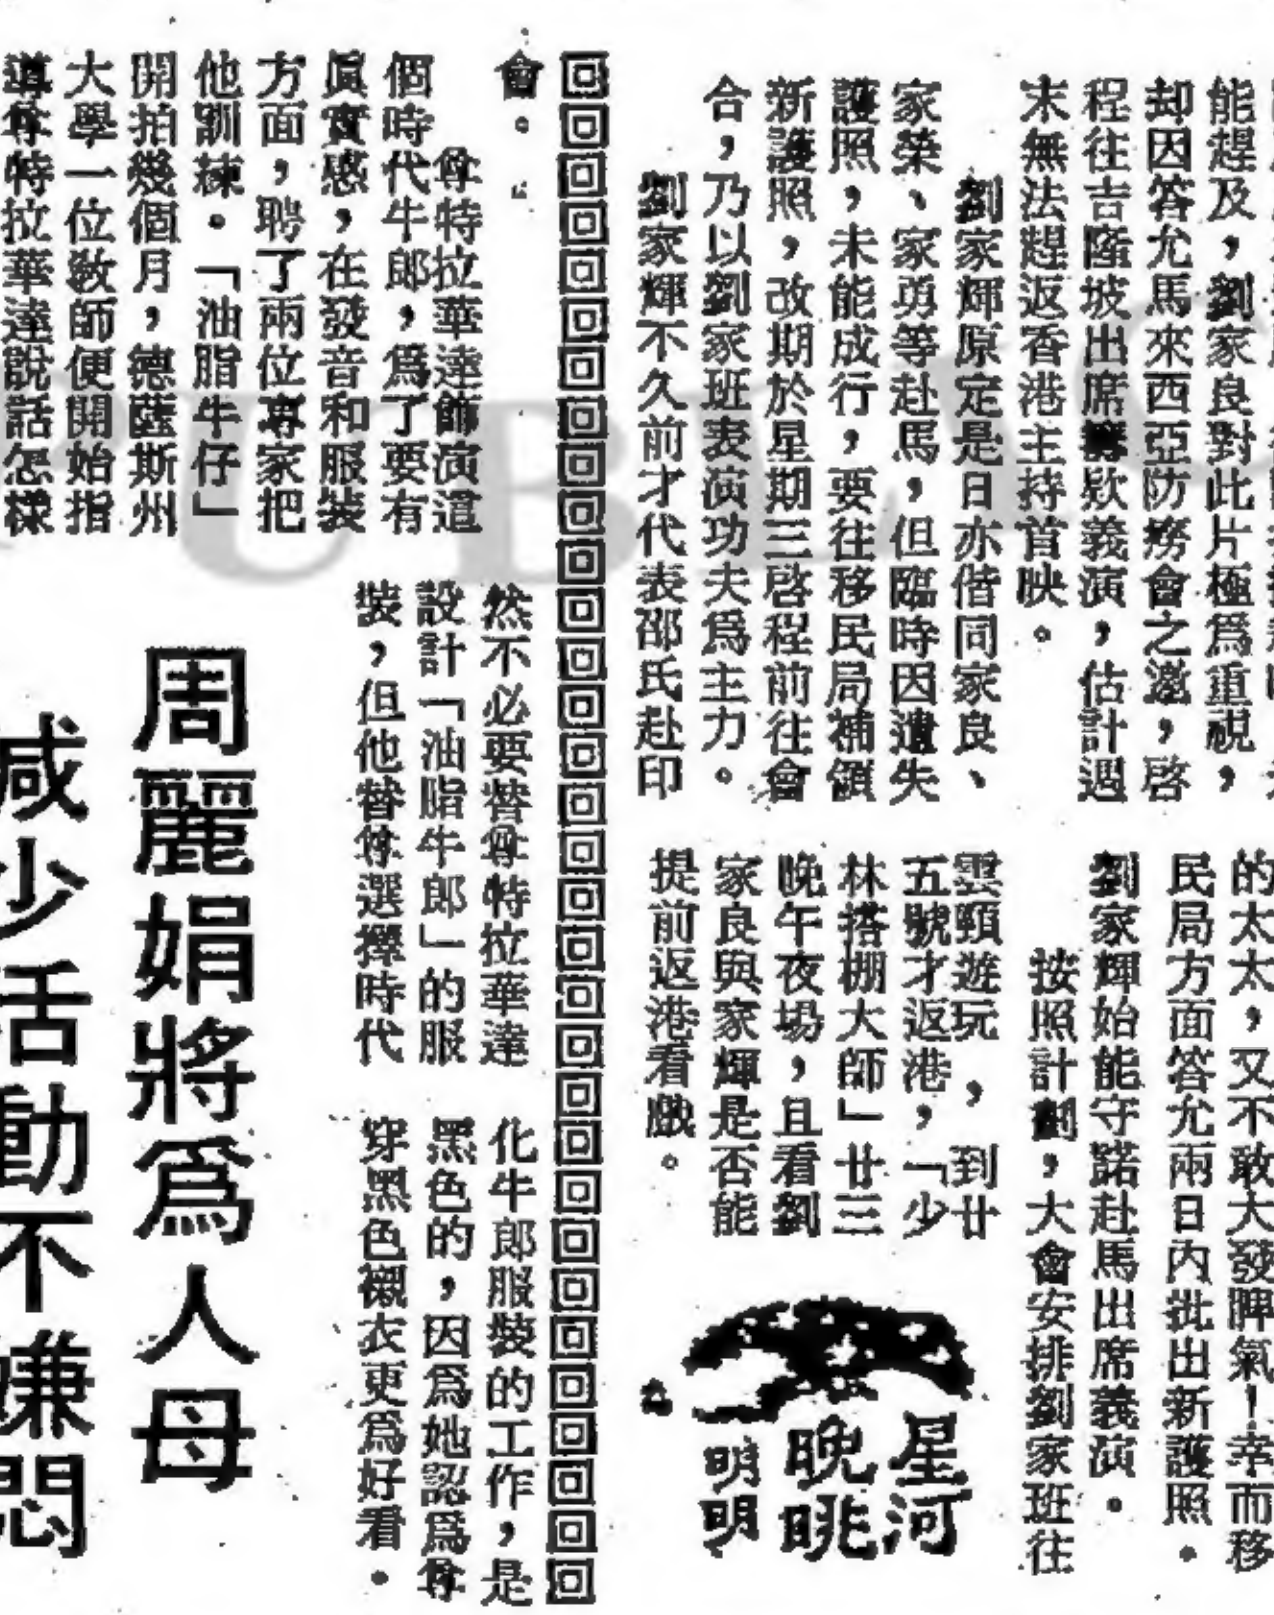 能趕及，劉家良對此片極爲重視，
却因答允馬來西亞防癆會之邀，啓
程往吉隆坡出席籌欵義演，估計週
末無法趕返香港主持首映。
劉家輝原定是日亦偕同家良、
家榮、家勇等赴馬，但臨時因遺失
護照，未能成行，要往移民局補領
新護照，改期於星期三啓程前往會
合，乃以劉家班表演功夫爲主力。
劉家輝不久前才代表邵氏赴印
的太太，又不敢大發脾氣！幸而移
民局方面答允兩日內批出新護照。
劉家輝始能守諾赴馬出席義演。
按照計劃，大會安排劉家班往
雲頂遊玩，到廿
五號才返港，「少
林搭棚大師」廿三
晚午夜場，且看劉
家良與家輝是否能
提前返港看戲。
星河
晚眺
明明
會。
尊特拉華達飾演這
個時代牛郎，爲了要有
眞實感，在發音和服裝
方面，聘了兩位專家把
他訓練。「油脂牛仔」
開拍幾個月，德薩斯州
大學一位敎師便開始指
導尊特拉華達說話怎樣
然不必要替尊特拉華達
設計「油脂牛郎」的服
裝，但他替尊選擇時代
化牛郎服裝的工作，是
黑色的，因爲她認爲尊
穿黑色襯衣更爲好看。
周麗娟將爲人母
減少活動不嫌悶